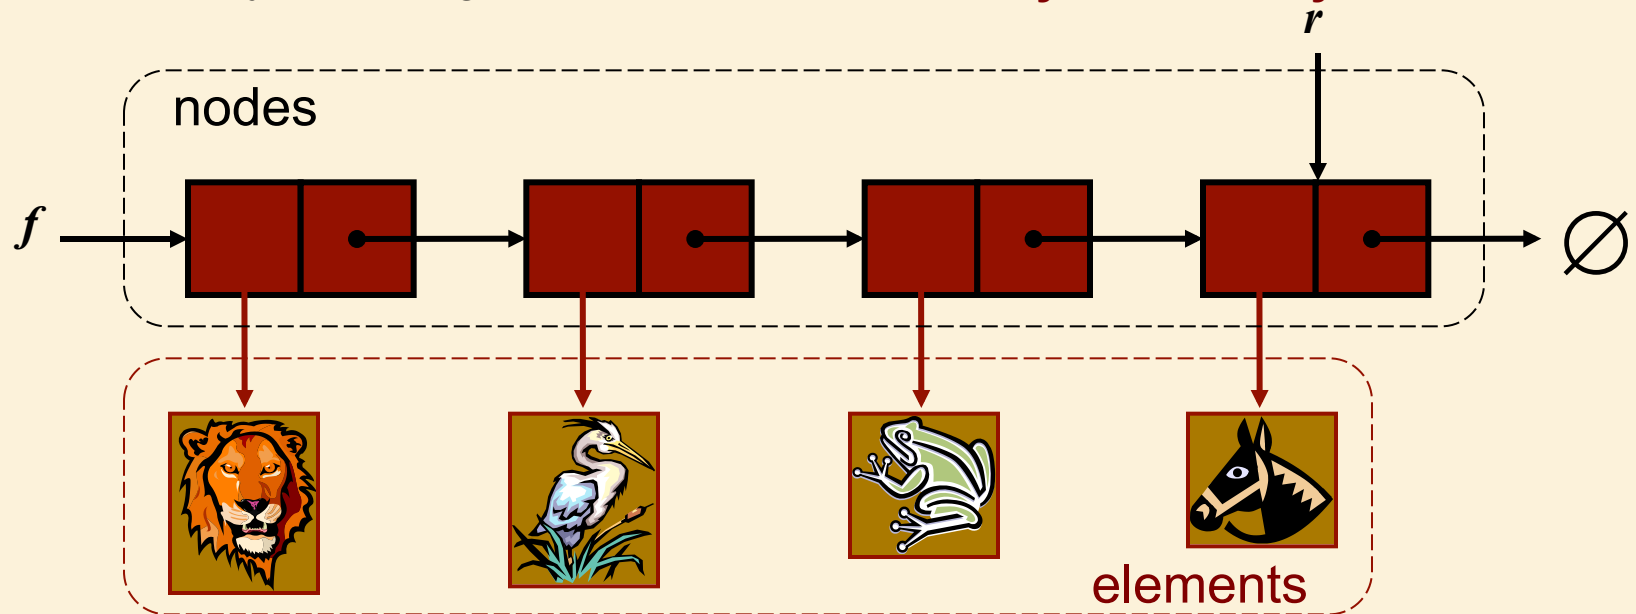 r
nodes
f
∅
elements